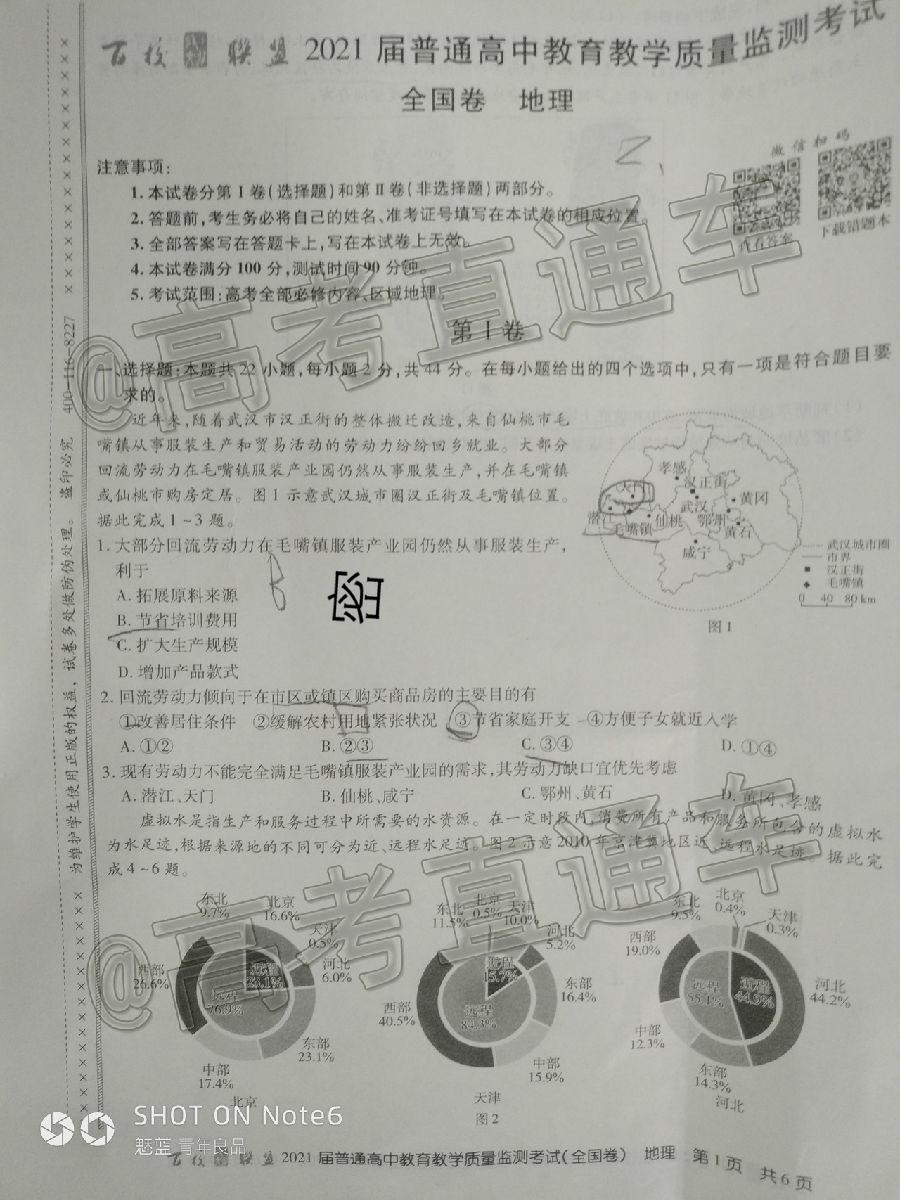 百校联盟 2021届普通高中教育教学质量监测考试
全国卷 地理
微信扫码
下载错题本
注意事项:
1.本试卷分第Ⅰ卷(选择题)和第Ⅱ卷(非选择题)两部分。
2.答题前,考生务必将自己的姓名、准考证号填写在本试卷的相应位置。
3.全部答案写在答题卡上,写在本试卷上无效。
4.本试卷满分100分,测试时间90分钟。
5.考试范围:高考全部必修内容、区域地理。
@高考直通车
第Ⅰ卷
一、选择题:本题共22小题,每小题2分,共44分。在每小题给出的四个选项中,只有一项是符合题目要
求的。
近年来,随着武汉市汉正街的整体搬迁改造,来自仙桃市毛
嘴镇从事服装生产和贸易活动的劳动力纷纷回乡就业。大部分
回流劳动力在毛嘴镇服装产业园仍然从事服装生产,并在毛嘴镇
或仙桃市购房定居。图1示意武汉城市圈汉正街及毛嘴镇位置。
据此完成1~3题。
孝感
汉正街
武汉
黄冈
仙桃
鄂州
毛嘴镇
黄石
咸宁
武汉城市圈
市界
汉正街
毛嘴镇
0 40 80 km
图1
1.大部分回流劳动力在毛嘴镇服装产业园仍然从事服装生产,
利于
A.拓展原料来源
B.节省培训费用
C.扩大生产规模
D.增加产品款式
B
密
2.回流劳动力倾向于在市区或镇区购买商品房的主要目的有
①改善居住条件 ②缓解农村用地紧张状况 ③节省家庭开支 ④方便子女就近入学
A.①② B.②③ C.③④ D.①④
3.现有劳动力不能完全满足毛嘴镇服装产业园的需求,其劳动力缺口宜优先考虑
A.潜江、天门 B.仙桃、咸宁 C.鄂州、黄石 D.黄冈、孝感
虚拟水是指生产和服务过程中所需要的水资源。在一定时段内,消费所有产品和服务所包含的虚拟水
为水足迹,根据来源地的不同可分为近、远程水足迹。图2示意2010年京津冀地区近、远程水足迹。据此完
成4~6题。
@高考直通车
东北
9.7%
北京
16.6%
天津
0.5%
河北
6.0%
东部
23.1%
中部
17.4%
西部
26.6%
远程
76.9%
北京
东北
11.5%
北京
0.5%
天津
10.0%
河北
5.2%
东部
16.4%
中部
15.9%
西部
40.5%
15.7%
远程
84.3%
天津
东北
9.5%
北京
0.4%
天津
0.3%
河北
44.2%
东部
14.3%
中部
12.3%
西部
19.0%
44.9%
远程
55.1%
河北
图2
百校联盟 2021届普通高中教育教学质量监测考试(全国卷) 地理 第1页 共6页
为维护学生使用正版的权益,试卷多处做防伪处理。 盗印必究 400-116-8227
SHOT ON Note6
魅蓝 青年良品